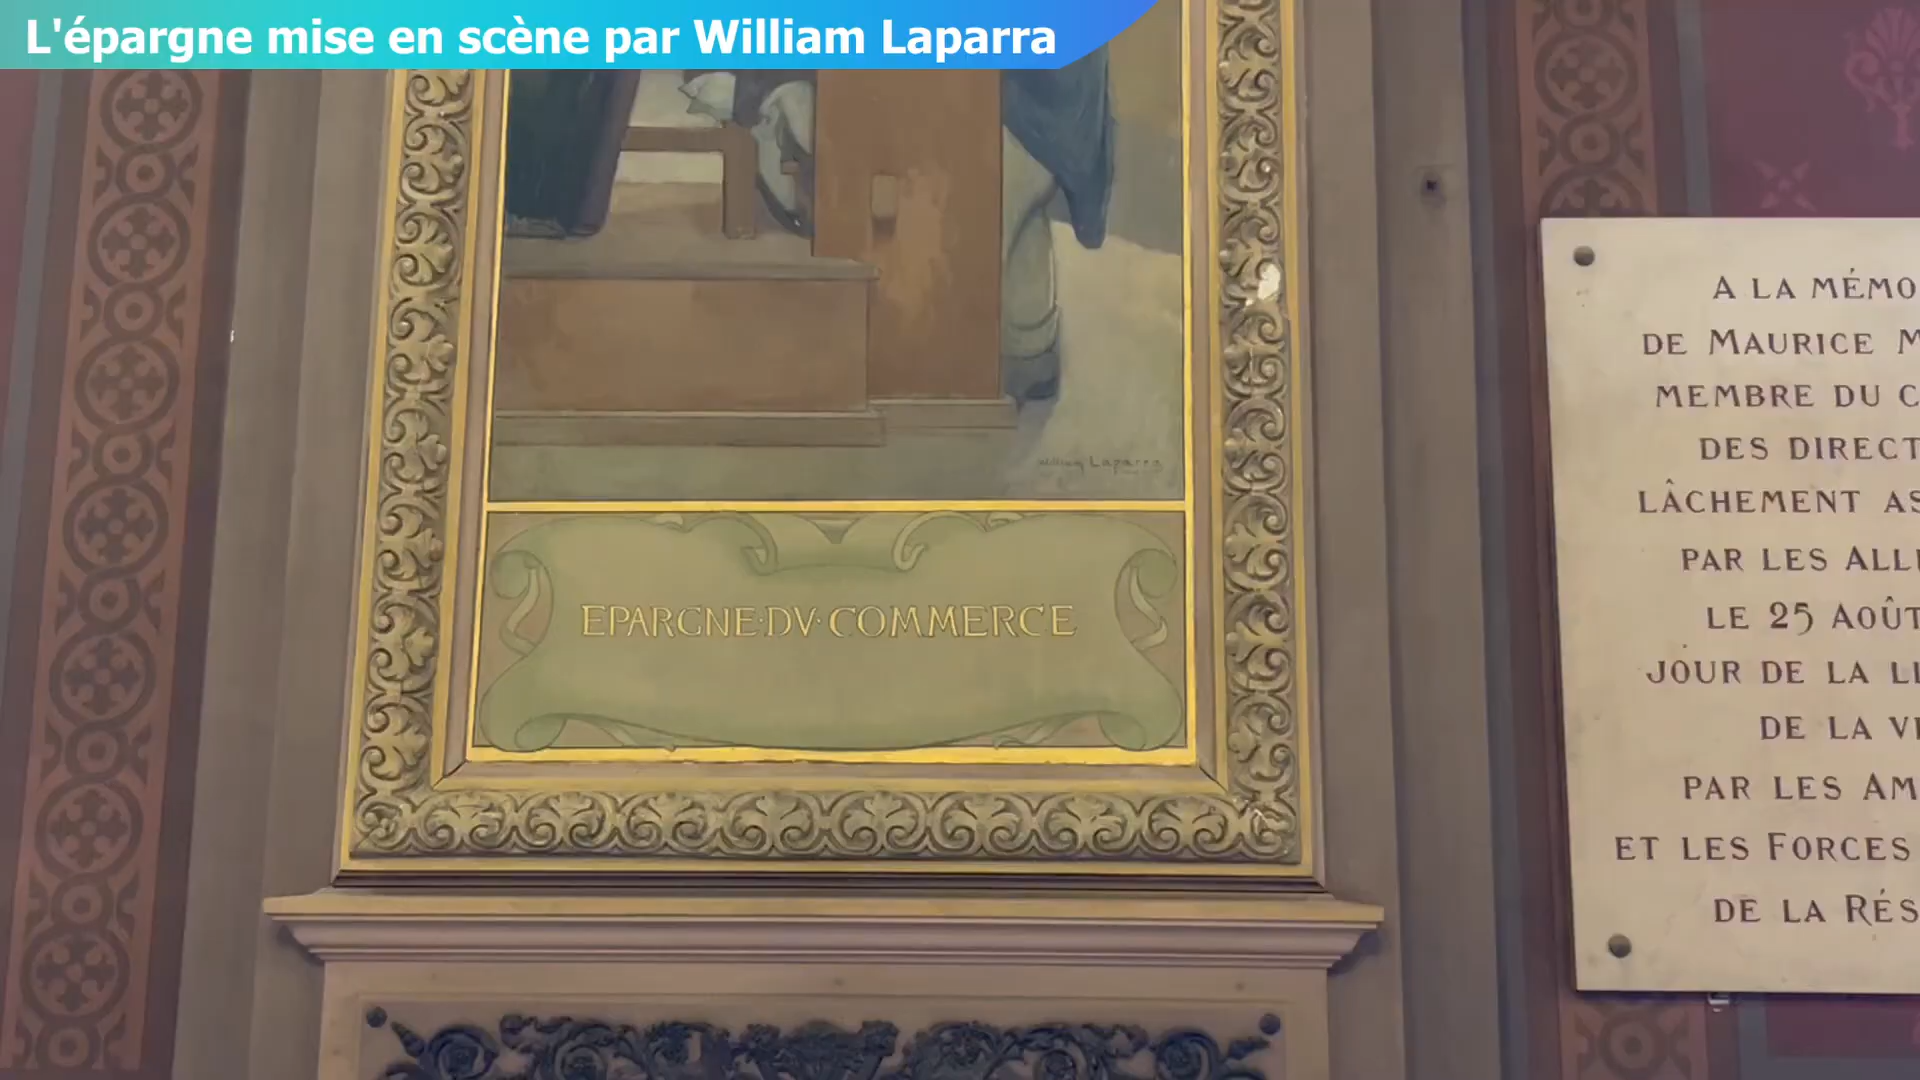 L'épargne mise en scène par William Laparra
William Laparra
EPARGNE·DV·COMMERCE
A LA MÉMO
DE MAURICE M
MEMBRE DU C
DES DIRECT
LÂCHEMENT AS
PAR LES ALLE
LE 25 AOÛT
JOUR DE LA LI
DE LA VI
PAR LES AM
ET LES FORCES
DE LA RÉS